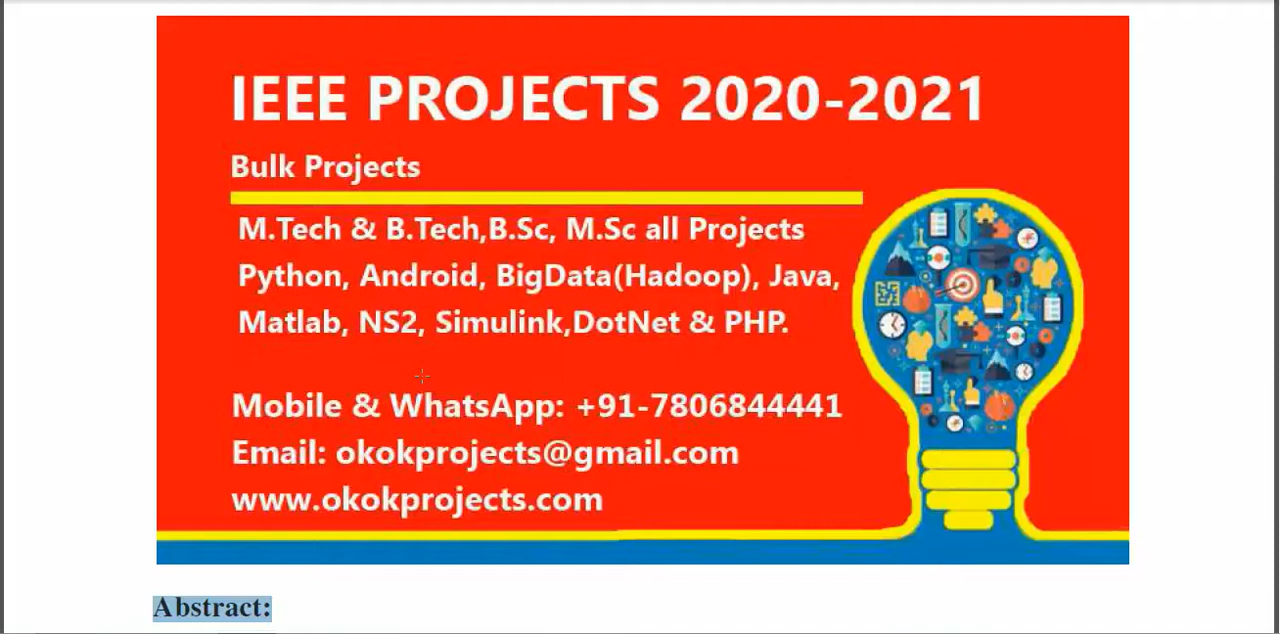 IEEE PROJECTS 2020-2021
Bulk Projects
M.Tech & B.Tech,B.Sc, M.Sc all Projects
Python, Android, BigData(Hadoop), Java,
Matlab, NS2, Simulink,DotNet & PHP.
Mobile & WhatsApp: +91-7806844441
Email: okokprojects@gmail.com
www.okokprojects.com
Abstract: